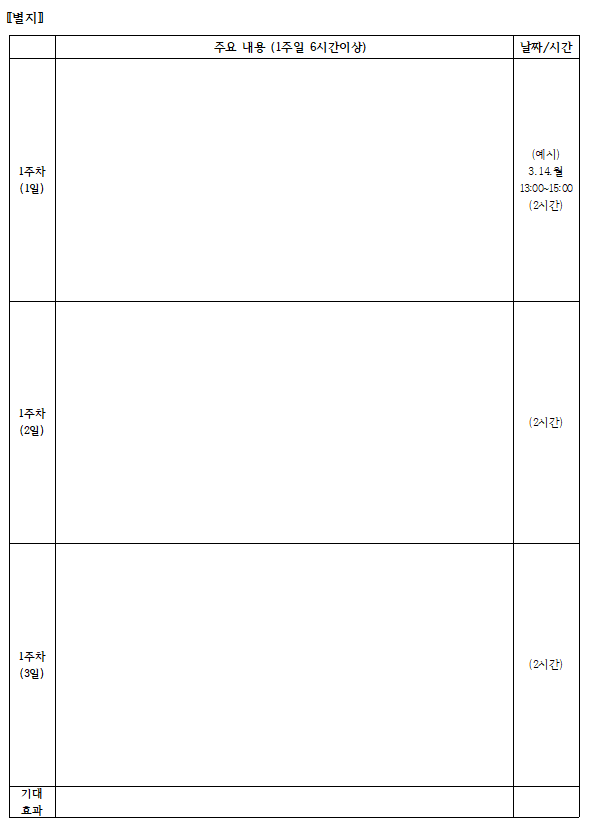 〚별지〛
주요 내용 (1주일 6시간이상)
날짜/시간
1주차
(1일)
(예시)
3.14.월
13:00~15:00
(2시간)
1주차
(2일)
(2시간)
1주차
(3일)
(2시간)
기대
효과